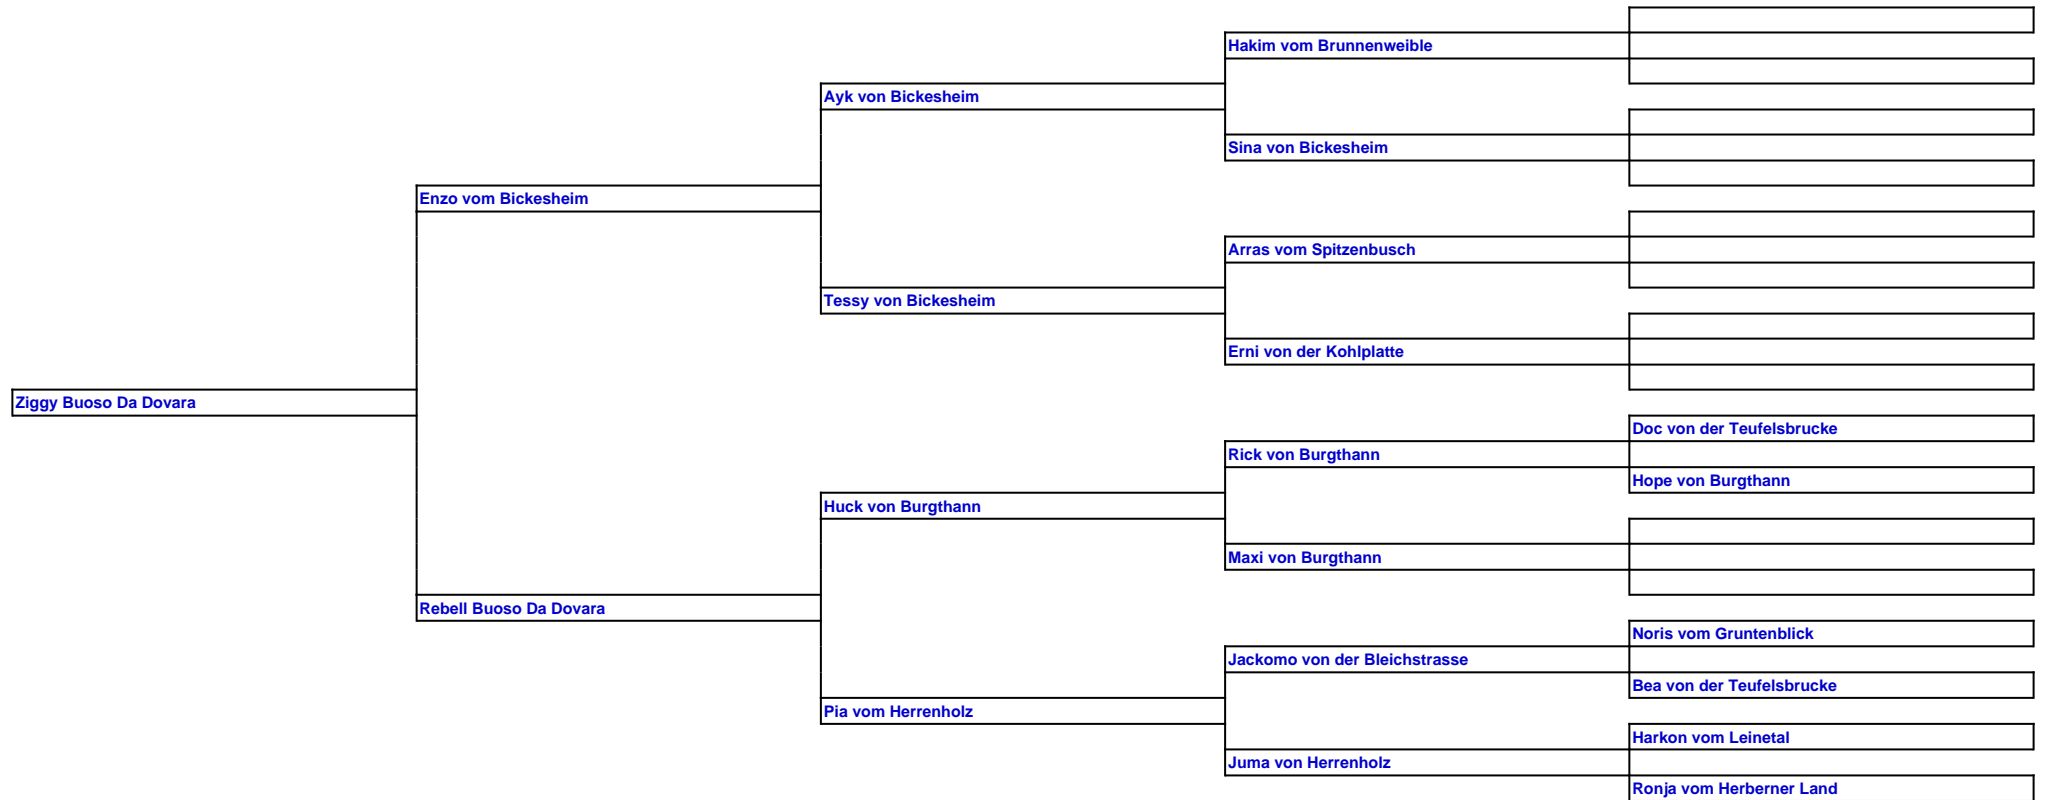 Hakim vom Brunnenweible
Ayk von Bickesheim
Sina von Bickesheim
Enzo vom Bickesheim
Arras vom Spitzenbusch
Tessy von Bickesheim
Erni von der Kohlplatte
Ziggy Buoso Da Dovara
Doc von der Teufelsbrucke
Rick von Burgthann
Hope von Burgthann
Huck von Burgthann
Maxi von Burgthann
Rebell Buoso Da Dovara
Noris vom Gruntenblick
Jackomo von der Bleichstrasse
Bea von der Teufelsbrucke
Pia vom Herrenholz
Harkon vom Leinetal
Juma von Herrenholz
Ronja vom Herberner Land